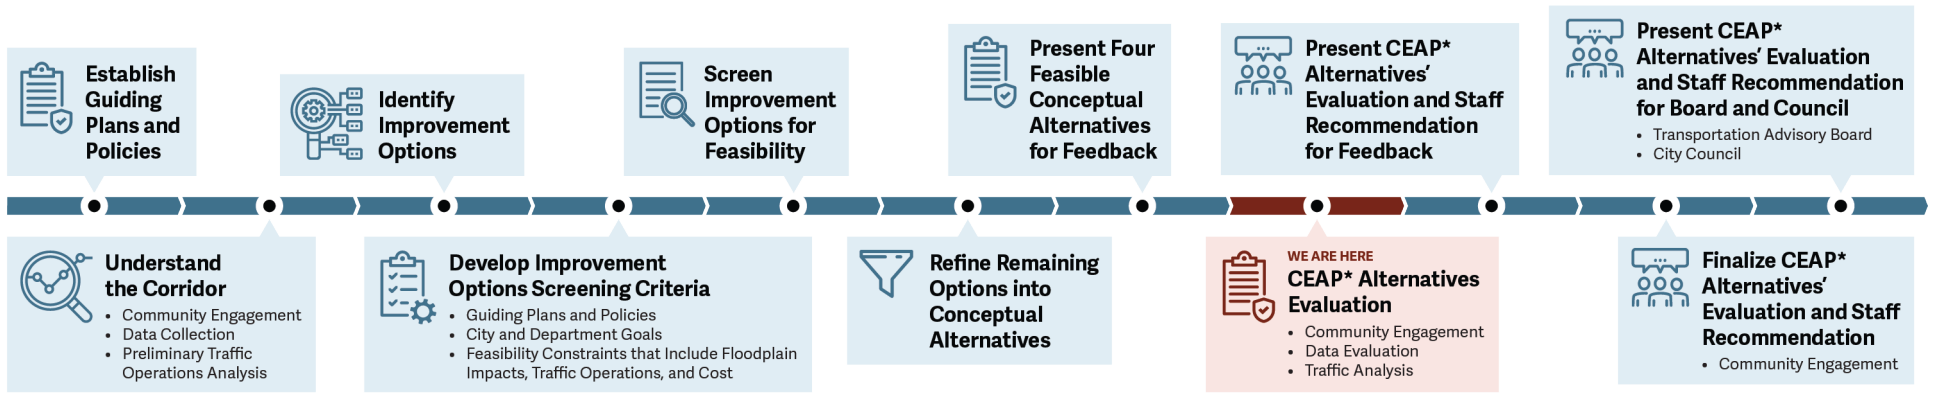 Establish
Guiding
Plans and
Policies
Understand
the Corridor
• Community Engagement
• Data Collection
• Preliminary Traffic
Operations Analysis
Identify
Improvement
Options
Develop Improvement
Options Screening Criteria
• Guiding Plans and Policies
• City and Department Goals
• Feasibility Constraints that Include Floodplain
Impacts, Traffic Operations, and Cost
Screen
Improvement
Options for
Feasibility
Refine Remaining
Options into
Conceptual
Alternatives
Present Four
Feasible
Conceptual
Alternatives
for Feedback
WE ARE HERE
CEAP* Alternatives
Evaluation
• Community Engagement
• Data Evaluation
• Traffic Analysis
Present CEAP*
Alternatives’
Evaluation and Staff
Recommendation
for Feedback
Finalize CEAP*
Alternatives’
Evaluation and Staff
Recommendation
• Community Engagement
Present CEAP*
Alternatives’ Evaluation
and Staff Recommendation
for Board and Council
• Transportation Advisory Board
• City Council